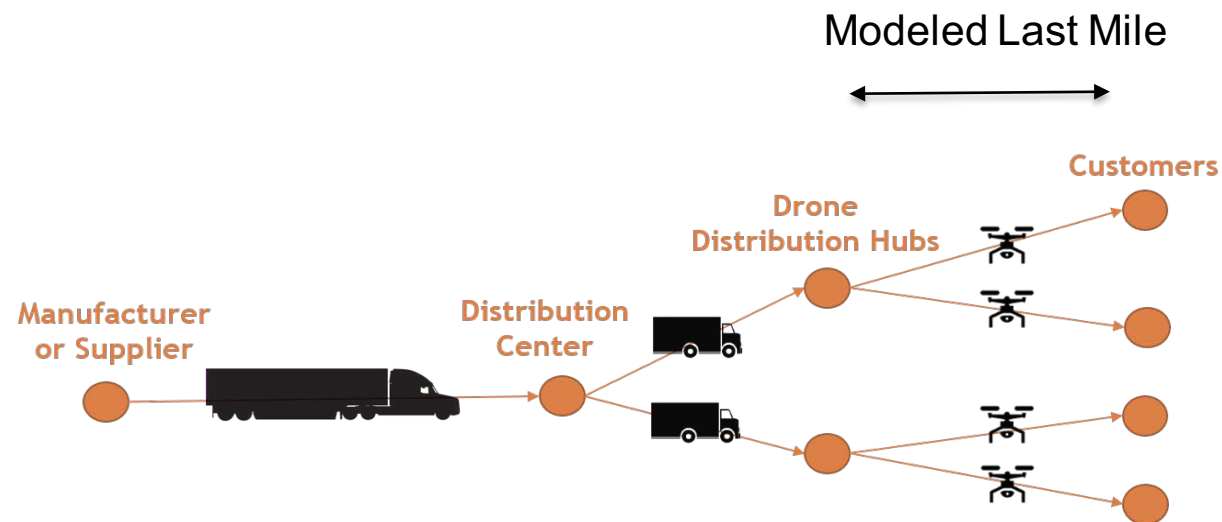 Modeled Last Mile
Customers
Drone
Distribution Hubs
Distribution
Center
Manufacturer
or Supplier